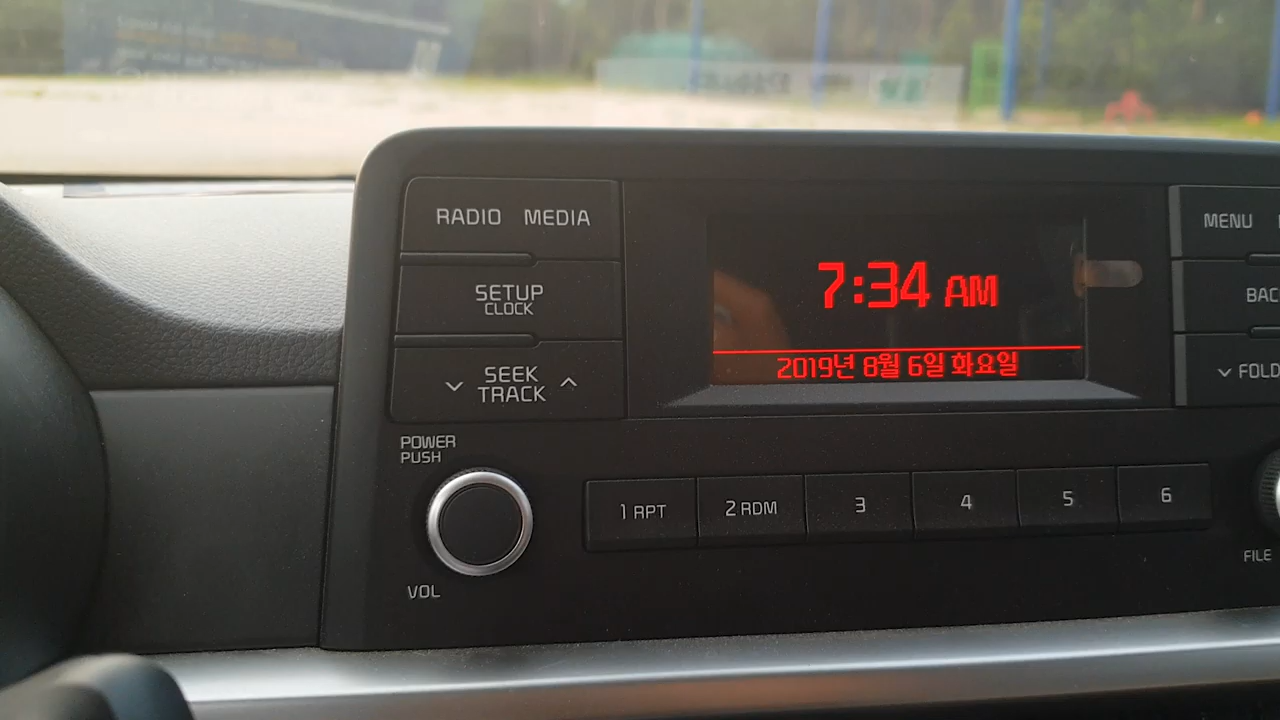 RADIO MEDIA
SETUP
CLOCK
SEEK
TRACK
POWER
PUSH
VOL
7:34 AM
2019년 8월 6일 화요일
1 RPT
2 RDM
3
4
5
6
MENU
FILE